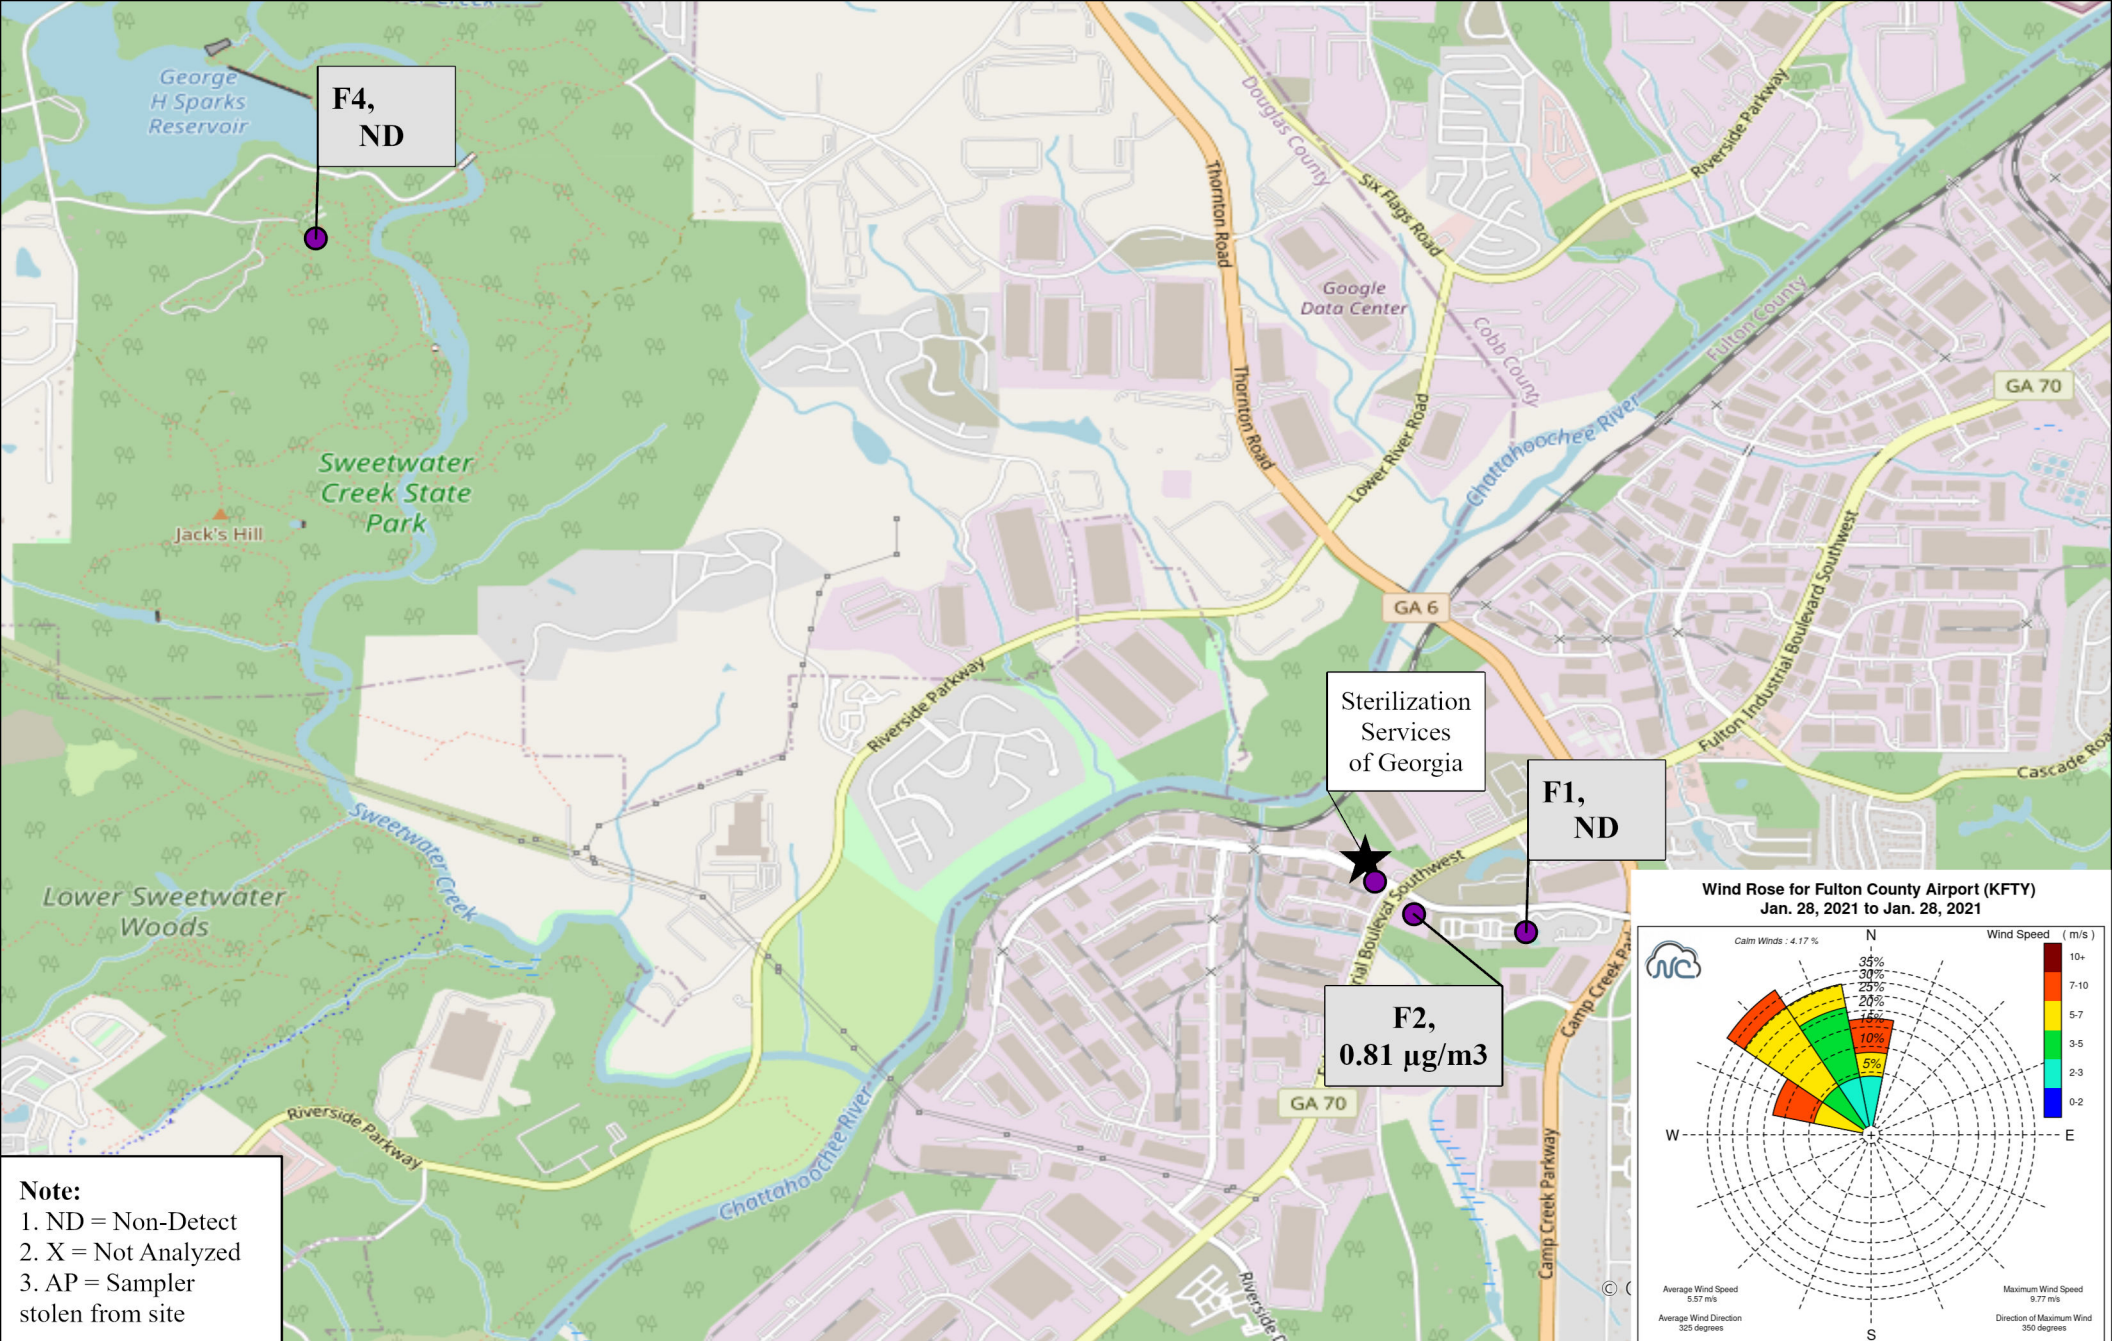 George
H Sparks
Reservoir
F4,
ND
Sweetwater
Creek State
Park
Jack's Hill
Lower Sweetwater
Woods
Sweetwater Creek
Riverside Parkway
Riverside Parkway
Chattahoochee River
Thornton Road
Thornton Road
Douglas County
Six Flags Road
Riverside Parkway
Google
Data Center
Cobb County
Fulton County
Lower River Road
Chattahoochee River
GA 70
GA 6
Fulton Industrial Boulevard Southwest
Cascade Roa
Sterilization
Services
of Georgia
F1,
ND
Southwest
rial Boulevar
F2,
0.81 µg/m3
GA 70
Camp Creek Par
Camp Creek Parkway
Riverside D
©
Note:
1. ND = Non-Detect
2. X = Not Analyzed
3. AP = Sampler
stolen from site
Wind Rose for Fulton County Airport (KFTY)
Jan. 28, 2021 to Jan. 28, 2021
NC
Calm Winds : 4.17 %
N
Wind Speed ( m/s )
35%
30%
25%
20%
15%
10%
5%
10+
7-10
5-7
3-5
2-3
0-2
W
E
S
Average Wind Speed
5.57 m/s
Average Wind Direction
325 degrees
Maximum Wind Speed
9.77 m/s
Direction of Maximum Wind
350 degrees